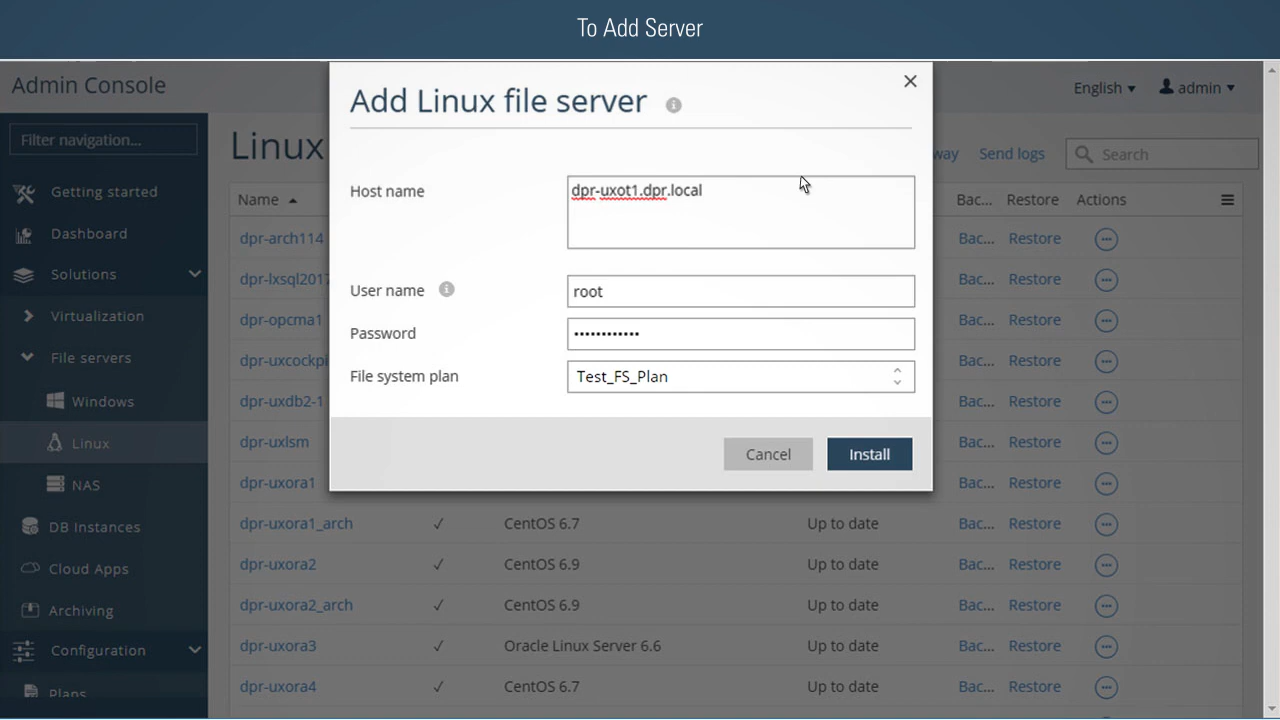 To Add Server
Admin Console
English
admin
Filter navigation...
Getting started
Dashboard
Solutions
Virtualization
File servers
Windows
Linux
NAS
DB Instances
Cloud Apps
Archiving
Configuration
Plans
Linux
Send logs
Search
Add Linux file server
Host name
dpr-uxot1.dpr.local
User name
root
Password
••••••••••••
File system plan
Test_FS_Plan
Cancel
Install
Name Bac... Restore Actions
dpr-arch114 Bac... Restore
dpr-lxsql2017 Bac... Restore
dpr-opcma1 Bac... Restore
dpr-uxcockpi Bac... Restore
dpr-uxdb2-1 Bac... Restore
dpr-uxlsm Bac... Restore
dpr-uxora1 Bac... Restore
dpr-uxora1_arch ✓ CentOS 6.7 Up to date Bac... Restore
dpr-uxora2 ✓ CentOS 6.9 Up to date Bac... Restore
dpr-uxora2_arch ✓ CentOS 6.9 Up to date Bac... Restore
dpr-uxora3 ✓ Oracle Linux Server 6.6 Up to date Bac... Restore
dpr-uxora4 ✓ CentOS 6.7 Up to date Bac... Restore